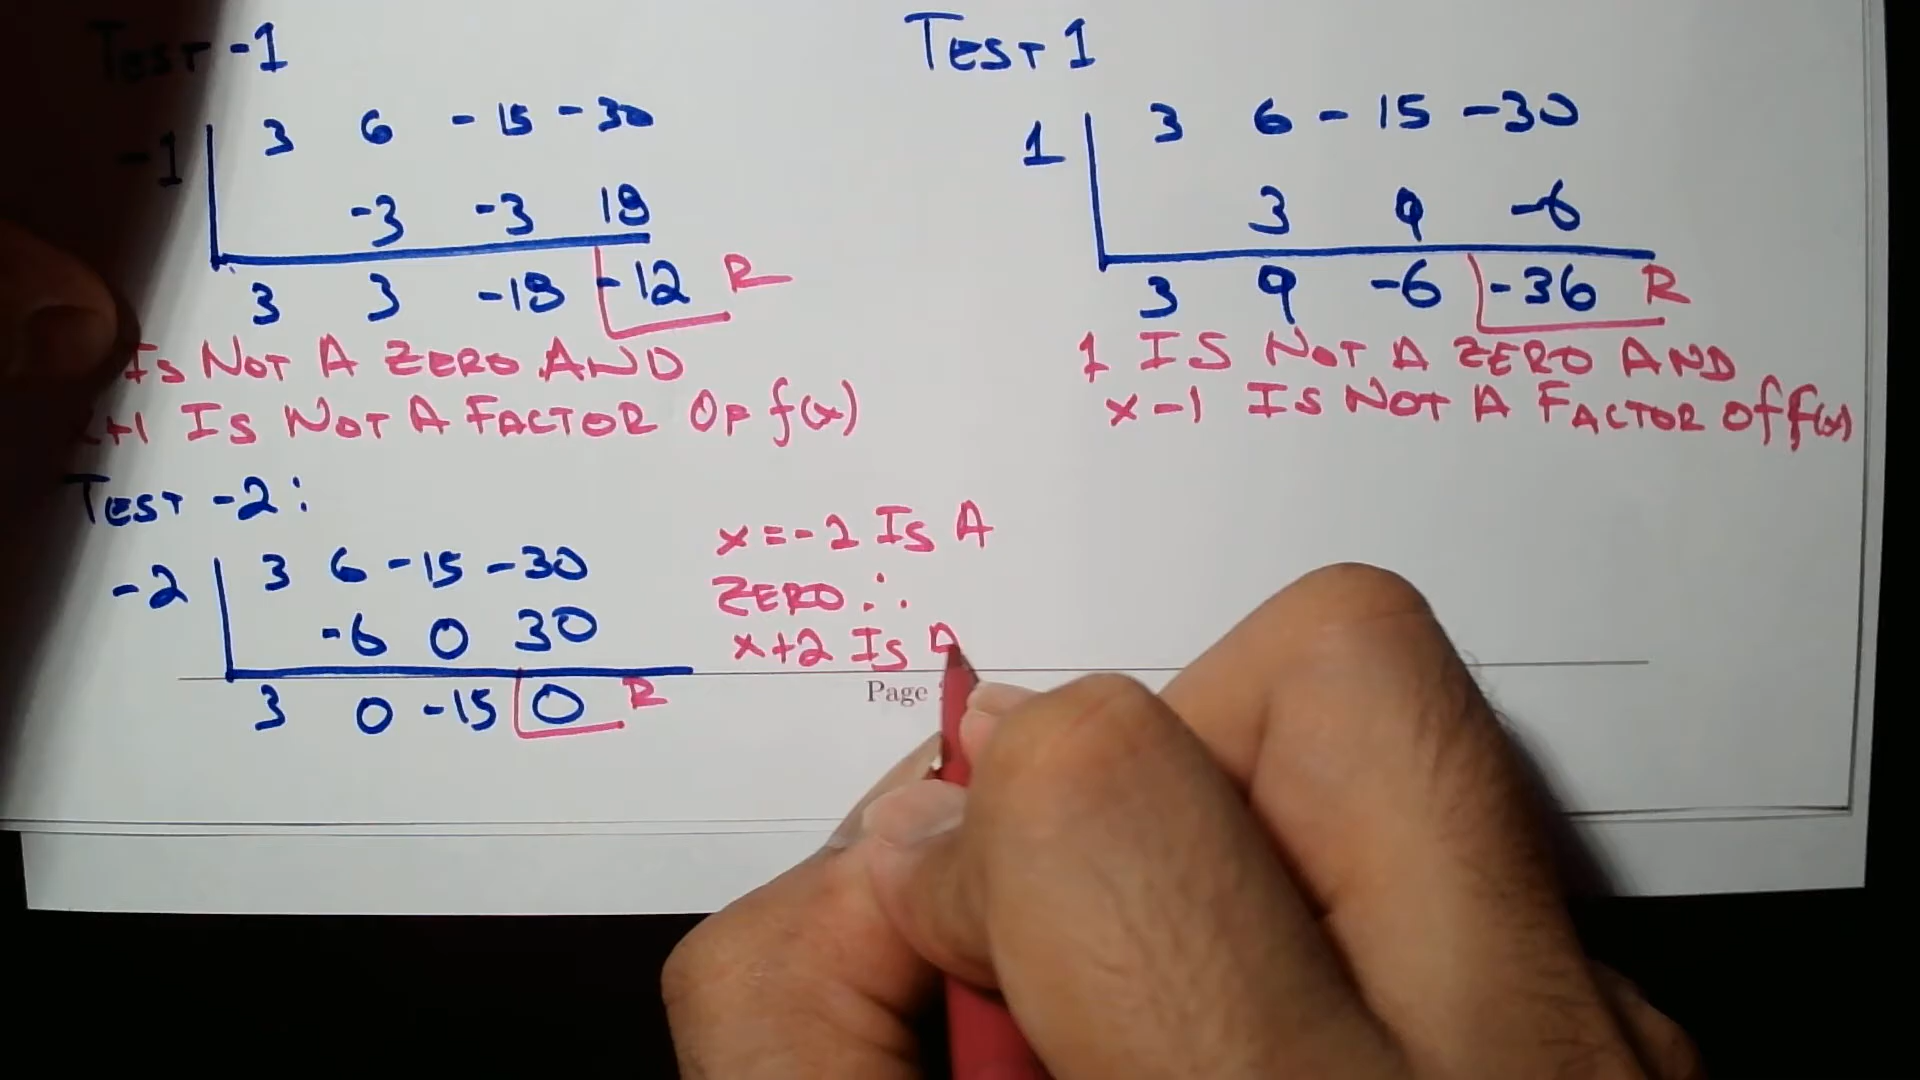 Test -1
-1 3 6 -15 -30
-3 -3 18
3 3 -18 -12 R
Is Not A Zero And
x+1 Is Not A Factor Of f(x)
Test 1
1 3 6 -15 -30
3 9 -6
3 9 -6 -36 R
1 Is Not A Zero And
x-1 Is Not A Factor Of f(x)
Test -2:
-2 3 6 -15 -30
-6 0 30
3 0 -15 0 R
x=-2 Is A
Zero ∴
x+2 Is A
Page